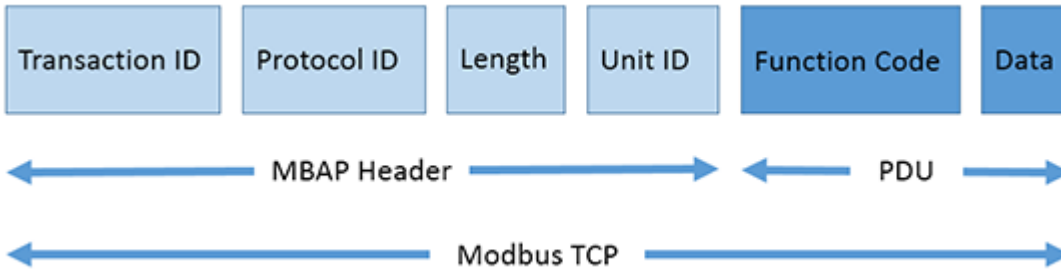 Transaction ID Protocol ID Length Unit ID Function Code Data
MBAP Header PDU
Modbus TCP